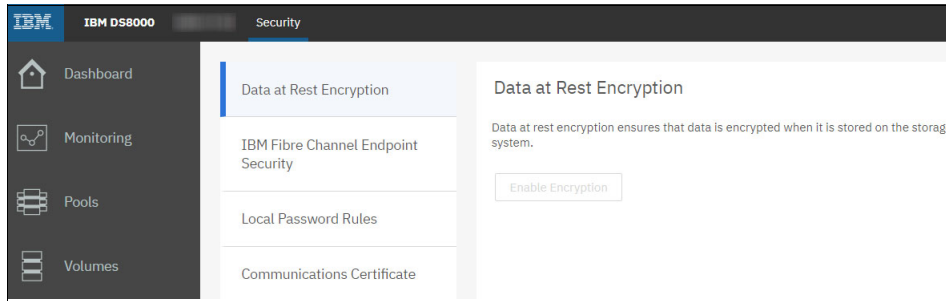 IBM IBM DS8000 Security
Dashboard
Monitoring
Pools
Volumes
Data at Rest Encryption
IBM Fibre Channel Endpoint
Security
Local Password Rules
Communications Certificate
Data at Rest Encryption
Data at rest encryption ensures that data is encrypted when it is stored on the storag
system.
Enable Encryption